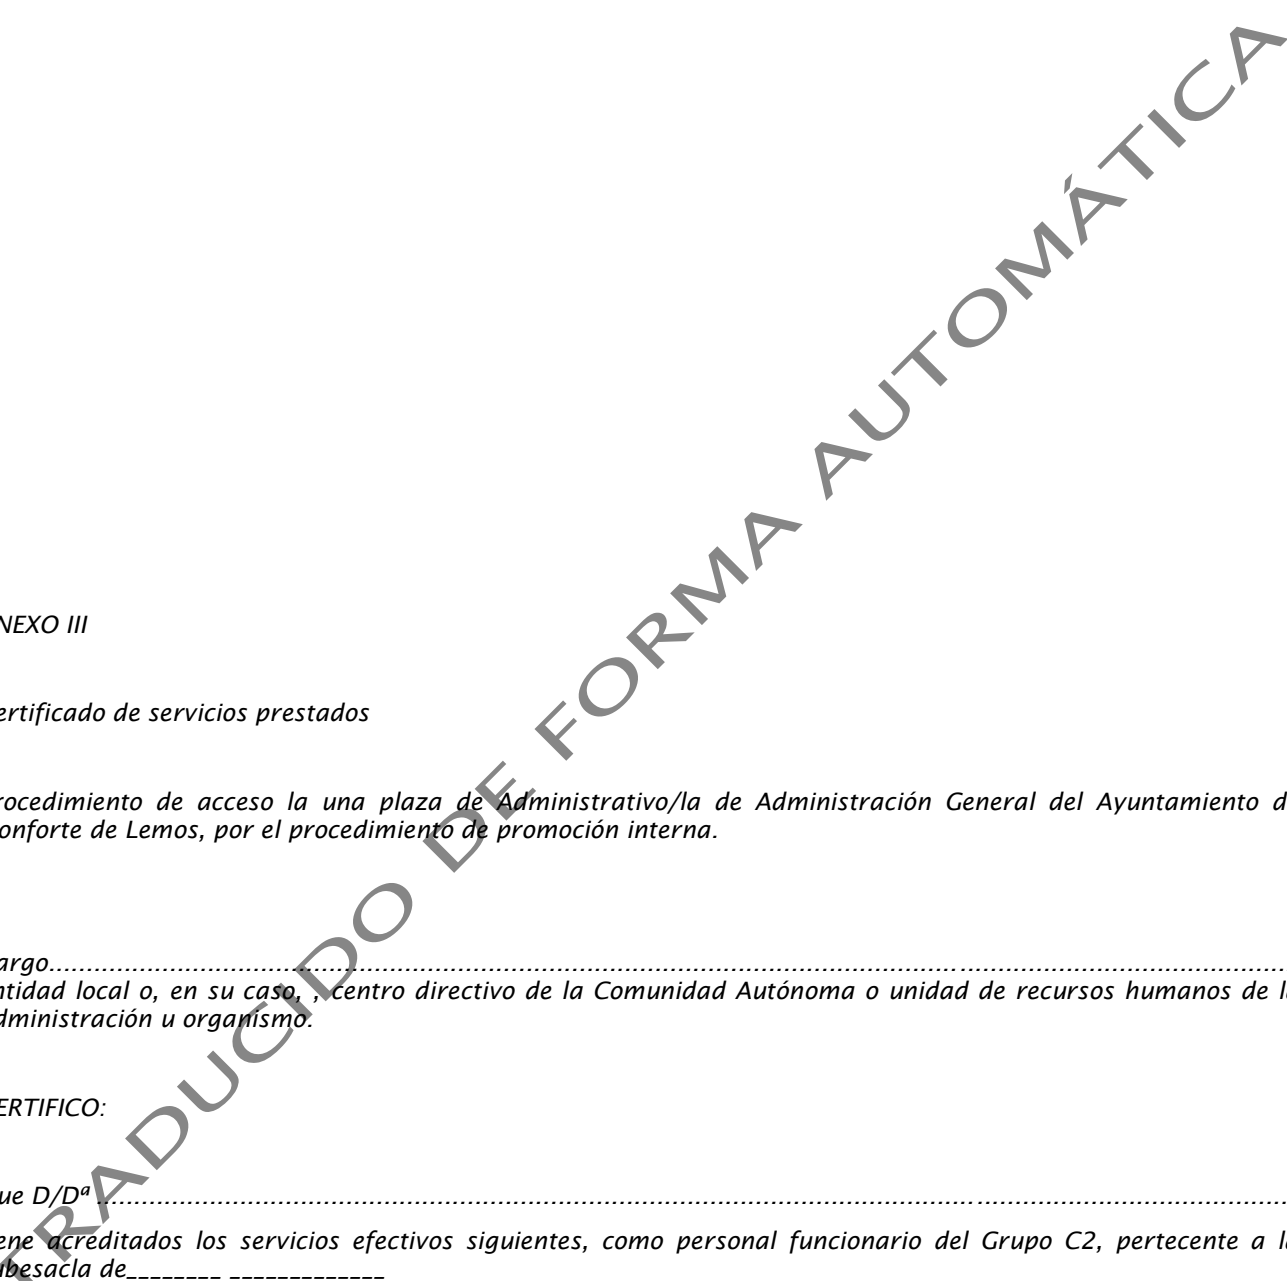 NEXO III
ertificado de servicios prestados
rocedimiento de acceso la una plaza de Administrativo/la de Administración General del Ayuntamiento d
onforte de Lemos, por el procedimiento de promoción interna.
argo..........................................................................................................................................................................
ntidad local o, en su caso, , centro directivo de la Comunidad Autónoma o unidad de recursos humanos de l
dministración u organismo.
ERTIFICO:
ue D/Dª ....................................................................................................................................................................
ene acreditados los servicios efectivos siguientes, como personal funcionario del Grupo C2, pertecente a l
ubesacla de________ _____________
TRADUCIDO DE FORMA AUTOMÁTICA